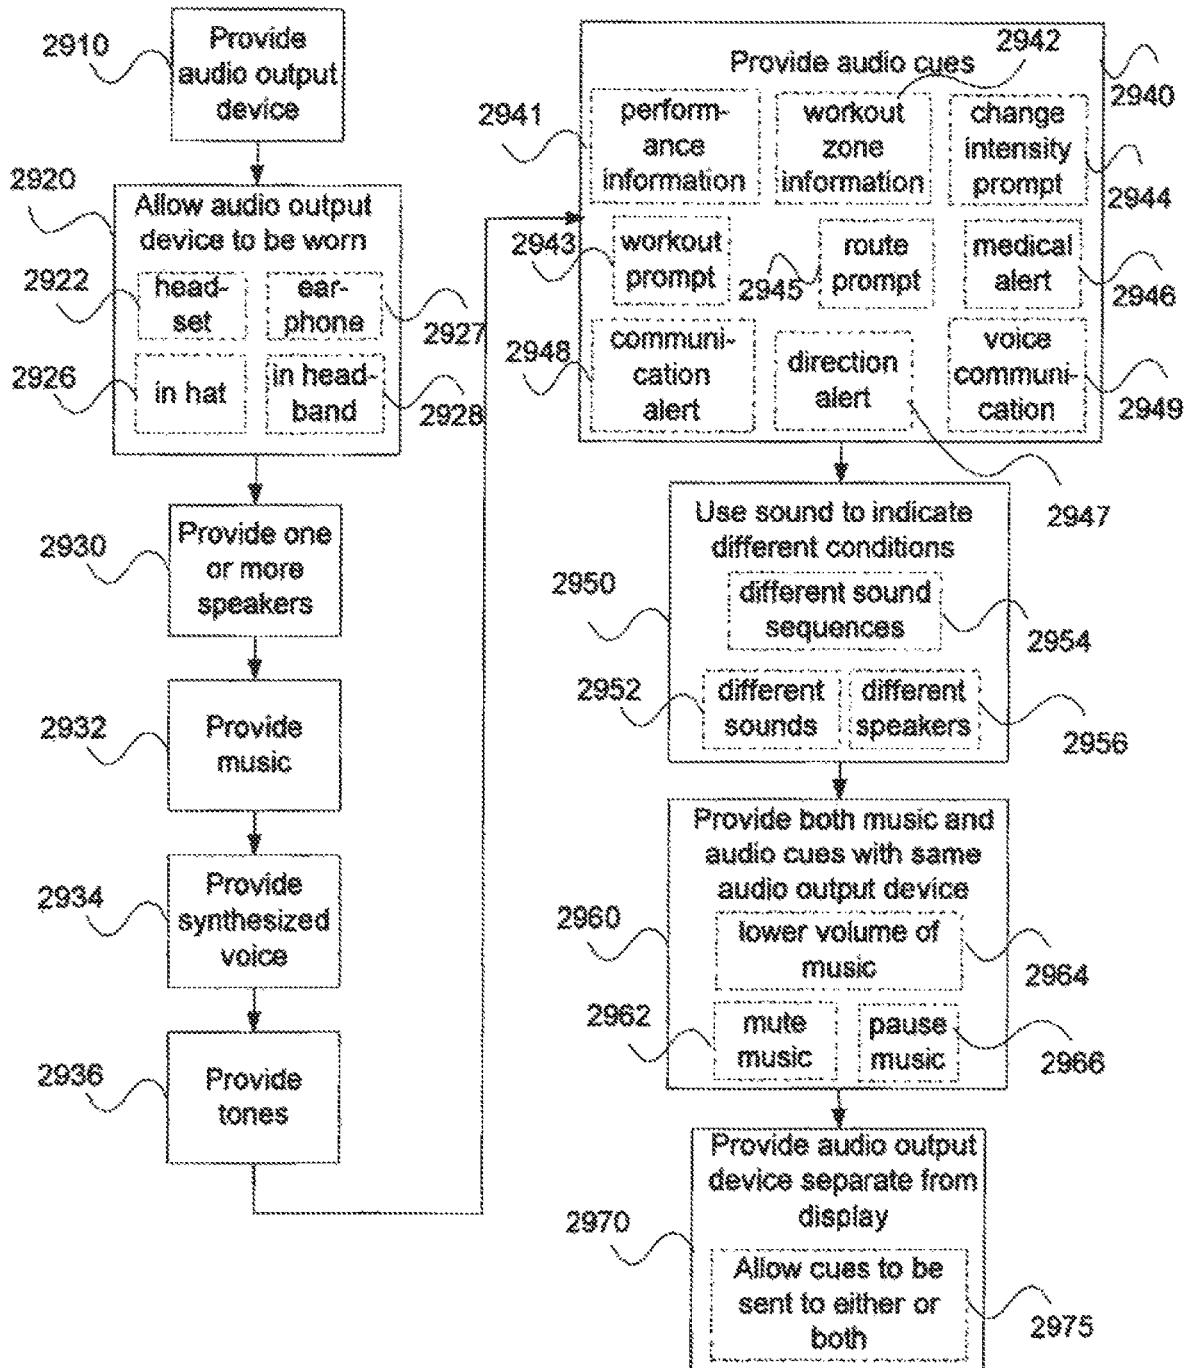 2910
Provide
audio output
device
2920
Allow audio output
device to be worn
2922
head-
set
ear-
phone
2927
2926
in hat
in head-
band
2928
2930
Provide one
or more
speakers
2932
Provide
music
2934
Provide
synthesized
voice
2936
Provide
tones
Provide audio cues
2942
2940
2941
perform-
ance
information
workout
zone
information
change
intensity
prompt
2944
2943
workout
prompt
2945
route
prompt
medical
alert
2946
2948
communi-
cation
alert
direction
alert
voice
communi-
cation
2949
2947
Use sound to indicate
different conditions
2950
different sound
sequences
2954
2952
different
sounds
different
speakers
2956
Provide both music and
audio cues with same
audio output device
2960
lower volume of
music
2964
2962
mute
music
pause
music
2966
Provide audio output
device separate from
display
2970
Allow cues to be
sent to either or
both
2975